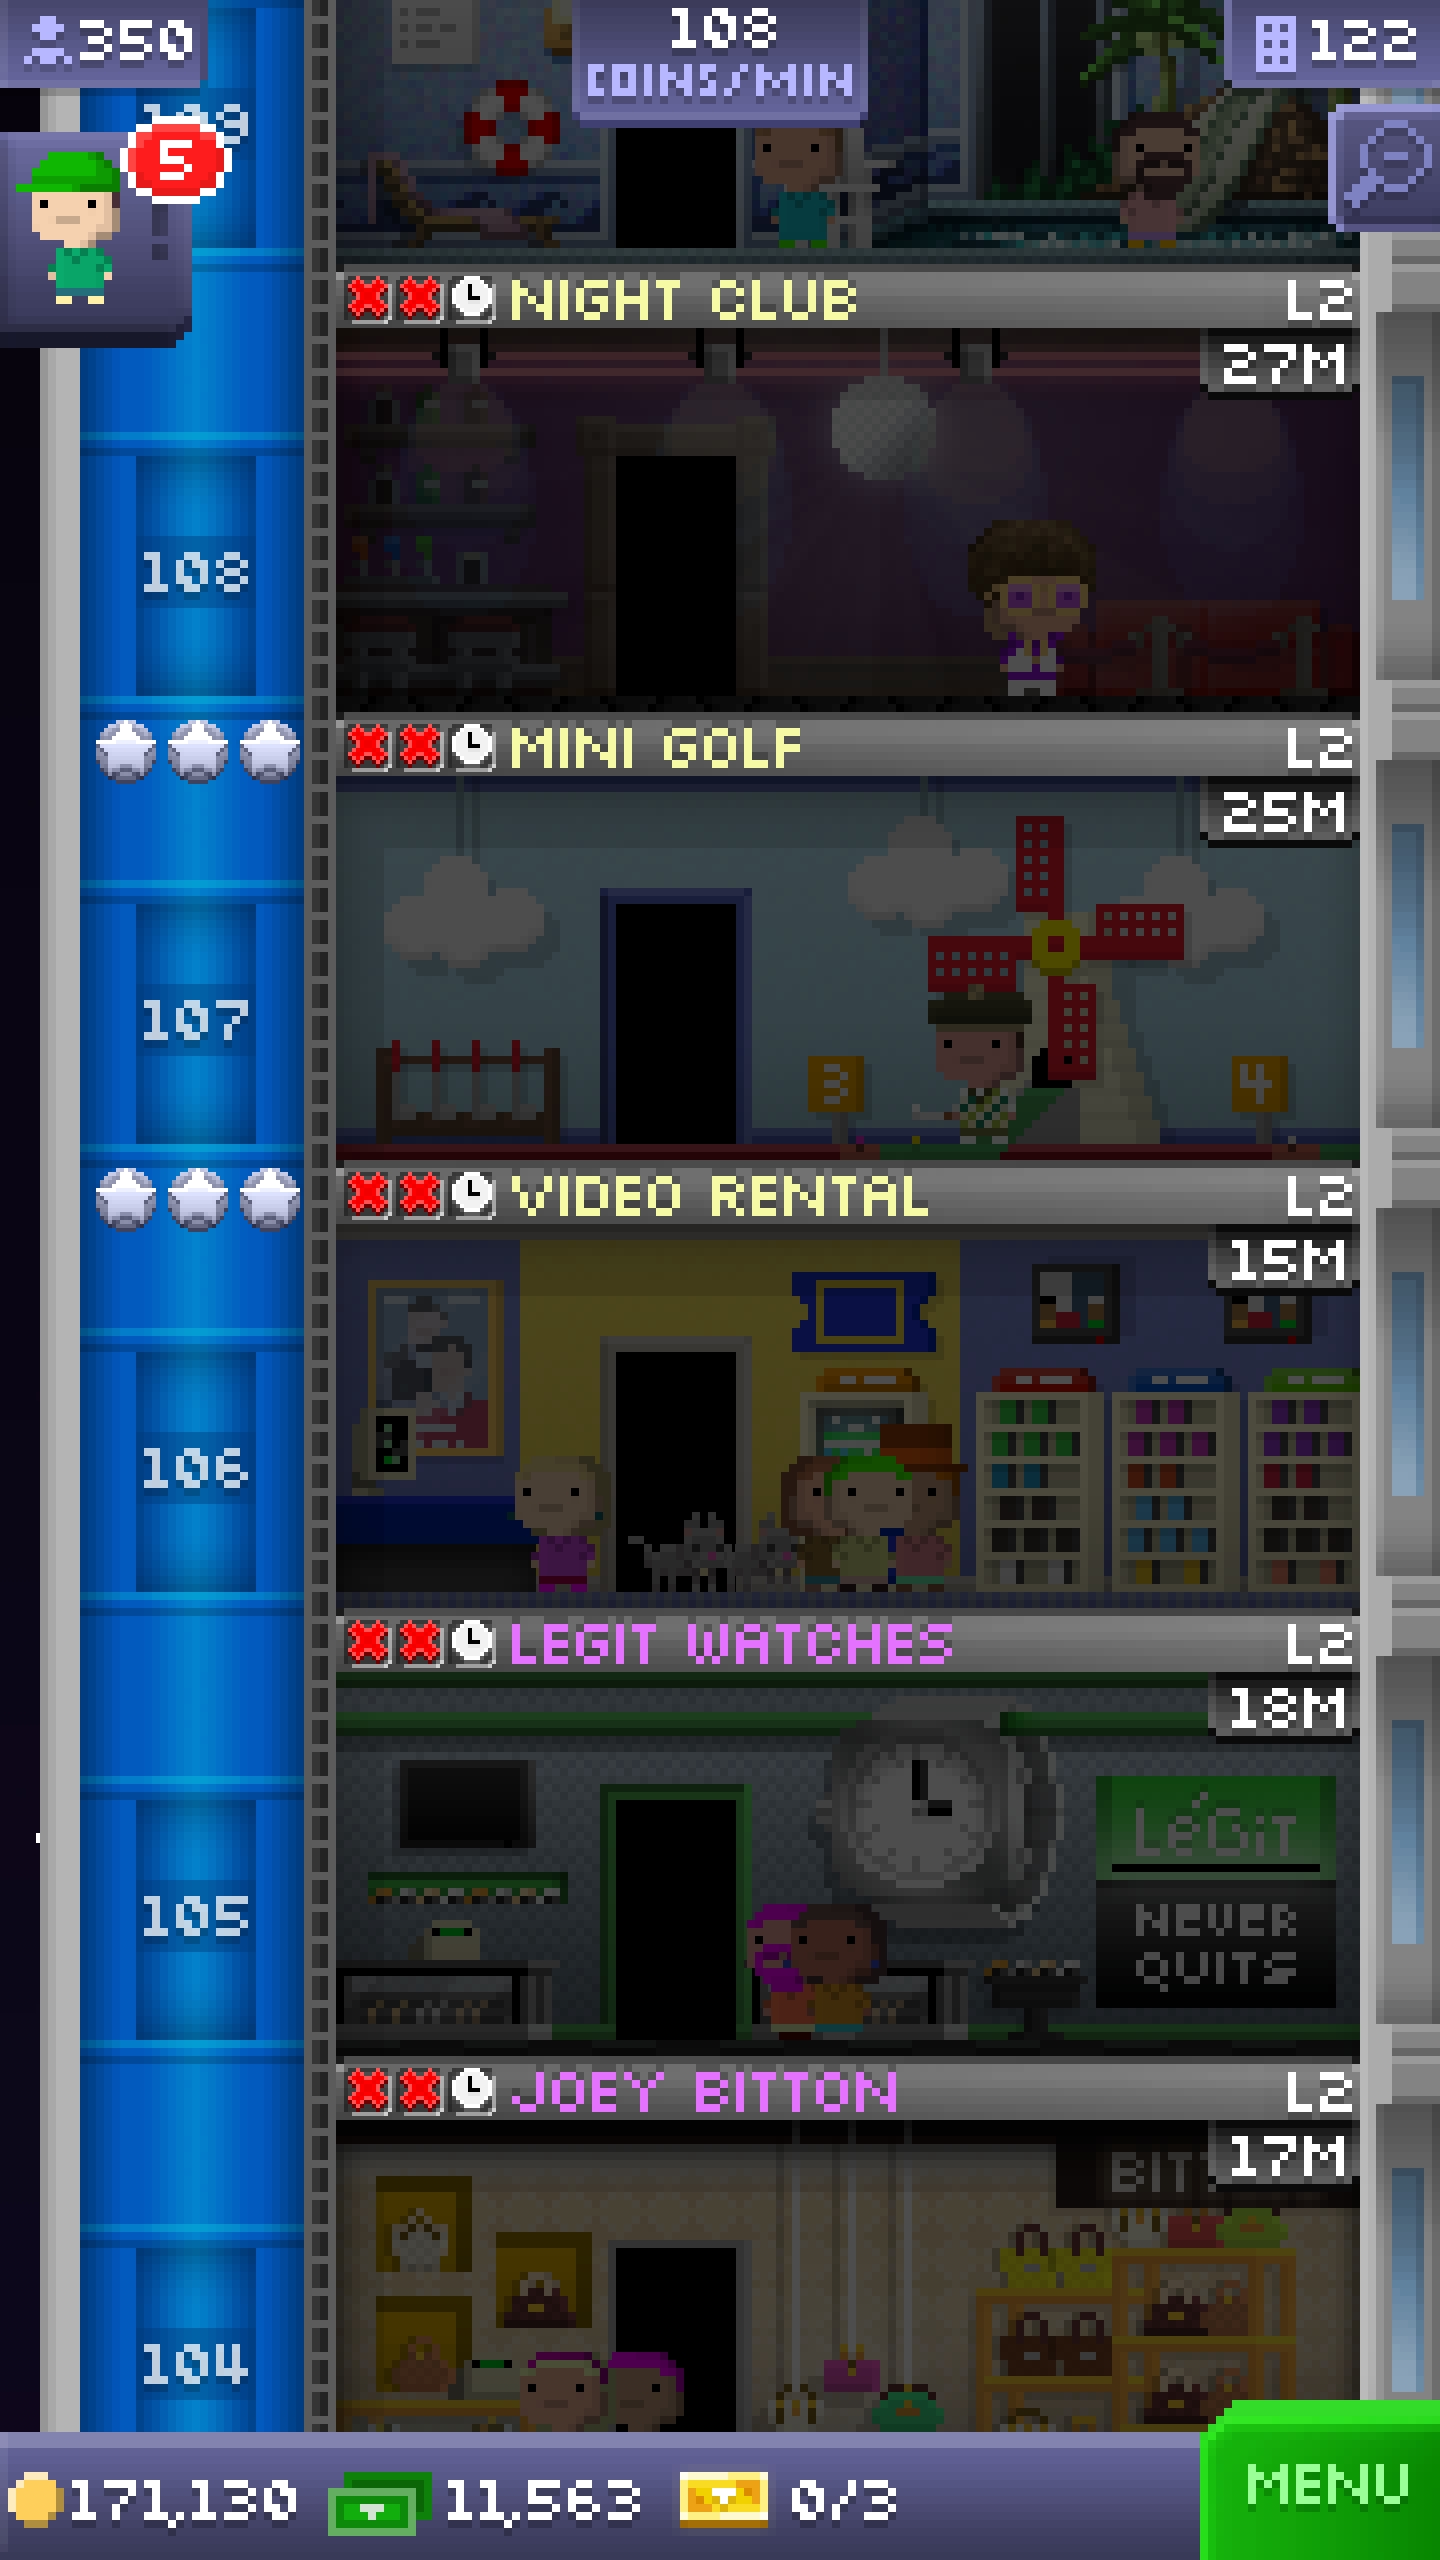 350
108
COINS/MIN
122
5
NIGHT CLUB
L2
27M
108
MINI GOLF
L2
25M
107
3
4
VIDEO RENTAL
L2
15M
106
LEGIT WATCHES
L2
18M
LéGiT
NEVER
QUITS
105
JOEY BITTON
L2
17M
104
171,130
11,563
0/3
MENU